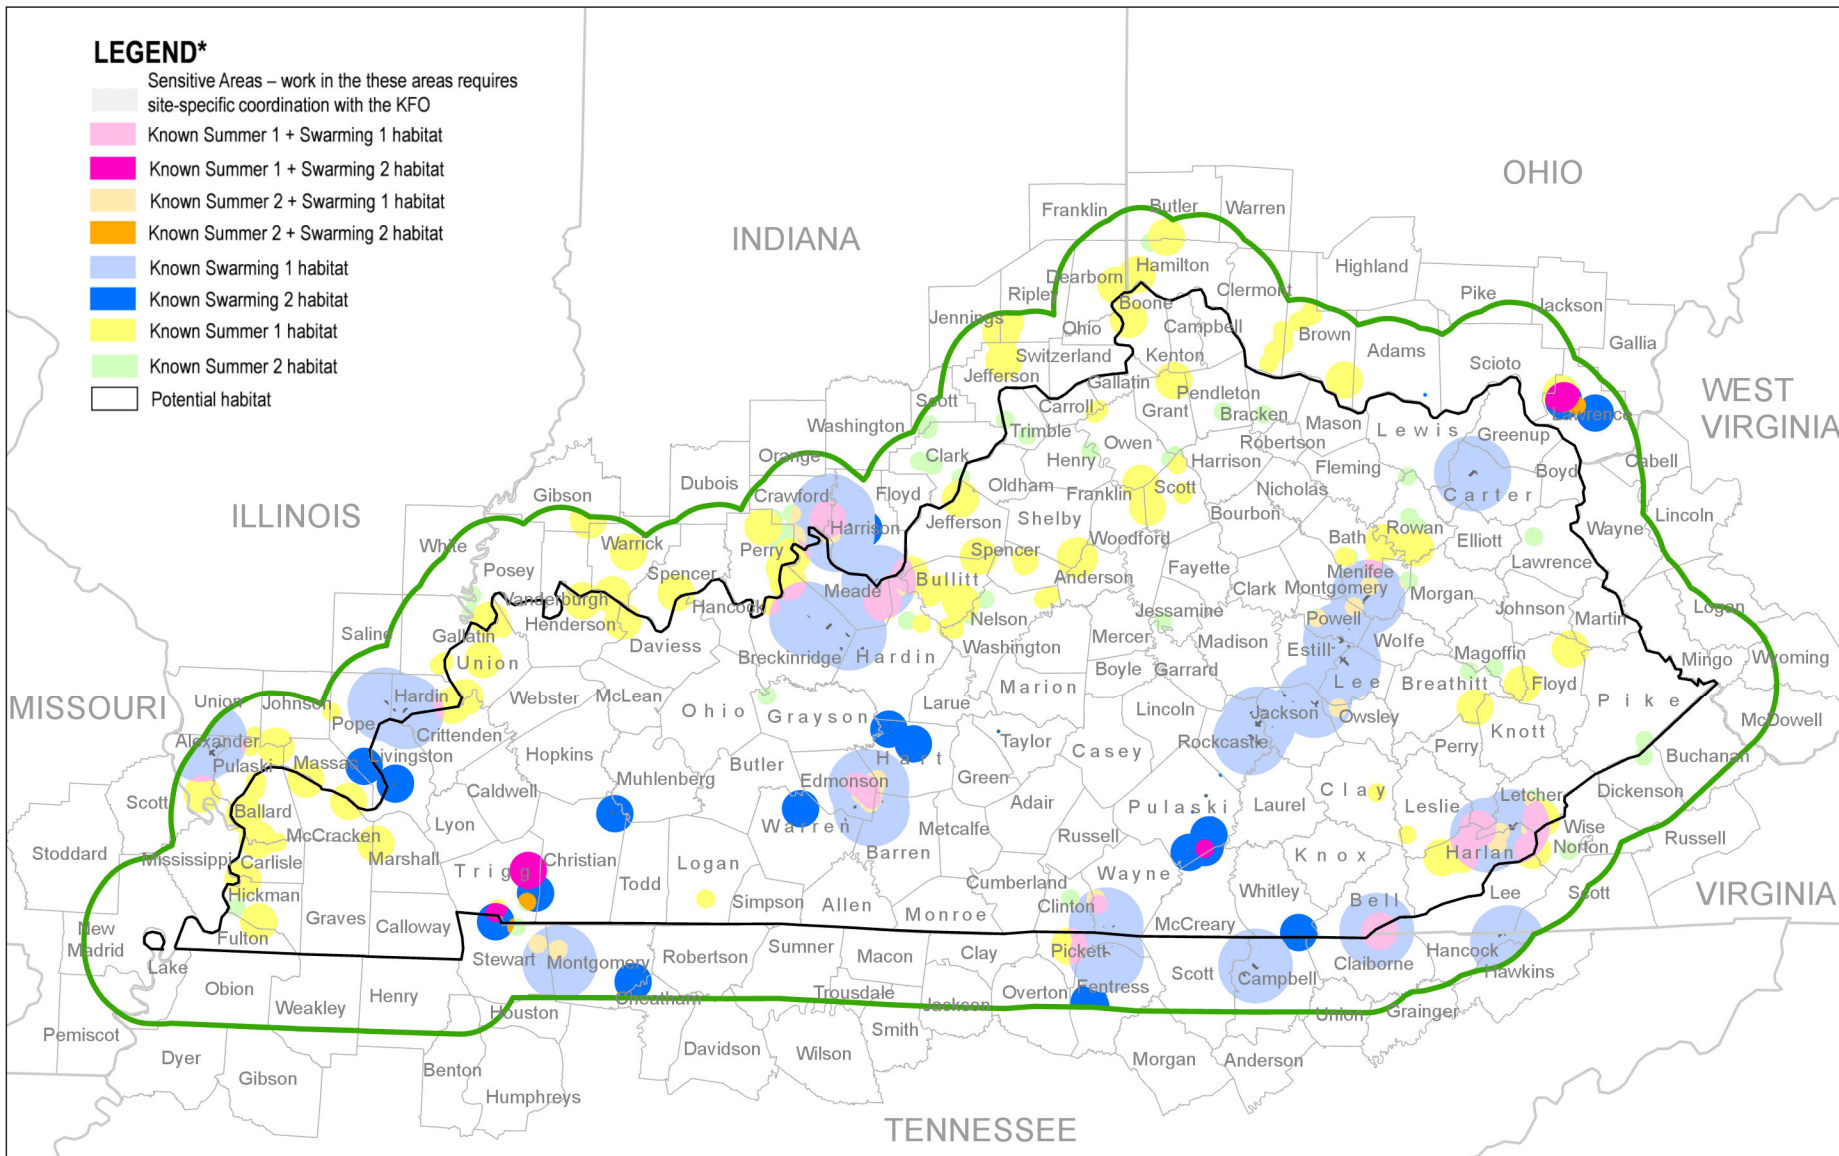 LEGEND*
Sensitive Areas – work in the these areas requires
site-specific coordination with the KFO
Known Summer 1 + Swarming 1 habitat
Known Summer 1 + Swarming 2 habitat
Known Summer 2 + Swarming 1 habitat
Known Summer 2 + Swarming 2 habitat
Known Swarming 1 habitat
Known Swarming 2 habitat
Known Summer 1 habitat
Known Summer 2 habitat
Potential habitat
OHIO
INDIANA
ILLINOIS
MISSOURI
WEST
VIRGINIA
VIRGINIA
TENNESSEE
Franklin
Butler
Warren
Dearborn
Hamilton
Highland
Ripley
Boone
Clermont
Pike
Jackson
Jennings
Ohio
Campbell
Brown
Gallia
Switzerland
Kenton
Adams
Scioto
Jefferson
Gallatin
Pendleton
Scott
Carroll
Grant
Bracken
Mason
Lewis
Lawrence
Washington
Trimble
Owen
Robertson
Greenup
Orange
Clark
Henry
Harrison
Fleming
Boyd
Cabell
Dubois
Gibson
Crawford
Floyd
Oldham
Franklin
Scott
Nicholas
Carter
Harrison
Jefferson
Shelby
Bourbon
Rowan
Wayne
Lincoln
White
Warrick
Perry
Spencer
Woodford
Bath
Elliott
Posey
Spencer
Bullitt
Anderson
Fayette
Clark
Menifee
Lawrence
Vanderburgh
Hancock
Meade
Montgomery
Morgan
Henderson
Nelson
Jessamine
Powell
Johnson
Martin
Logan
Saline
Gallatin
Daviess
Washington
Mercer
Madison
Estill
Wolfe
Magoffin
Mingo
Wyoming
Union
Breckinridge
Hardin
Boyle
Garrard
Lee
Breathitt
Floyd
Pike
Union
Johnson
Hardin
Webster
McLean
Marion
McDowell
Pope
Ohio
Grayson
Larue
Lincoln
Jackson
Owsley
Knott
Alexander
Crittenden
Taylor
Casey
Rockcastle
Perry
Buchanan
Pulaski
Massac
Livingston
Hopkins
Butler
Hart
Muhlenberg
Edmonson
Green
Clay
Letcher
Dickenson
Scott
Caldwell
Adair
Pulaski
Laurel
Leslie
Ballard
Lyon
Warren
Metcalfe
Russell
Wise
Russell
McCracken
Norton
Stoddard
Mississippi
Carlisle
Marshall
Trigg
Christian
Logan
Barren
Wayne
Knox
Harlan
Todd
Cumberland
Hickman
Simpson
Allen
Clinton
Whitley
Bell
Lee
Scott
Graves
Calloway
Monroe
McCreary
New
Madrid
Fulton
Lake
Stewart
Montgomery
Robertson
Sumner
Macon
Clay
Pickett
Scott
Campbell
Claiborne
Hancock
Hawkins
Obion
Weakley
Henry
Houston
Cheatham
Trousdale
Jackson
Overton
Fentress
Union
Grainger
Pemiscot
Smith
Dyer
Davidson
Wilson
Morgan
Anderson
Gibson
Benton
Humphreys